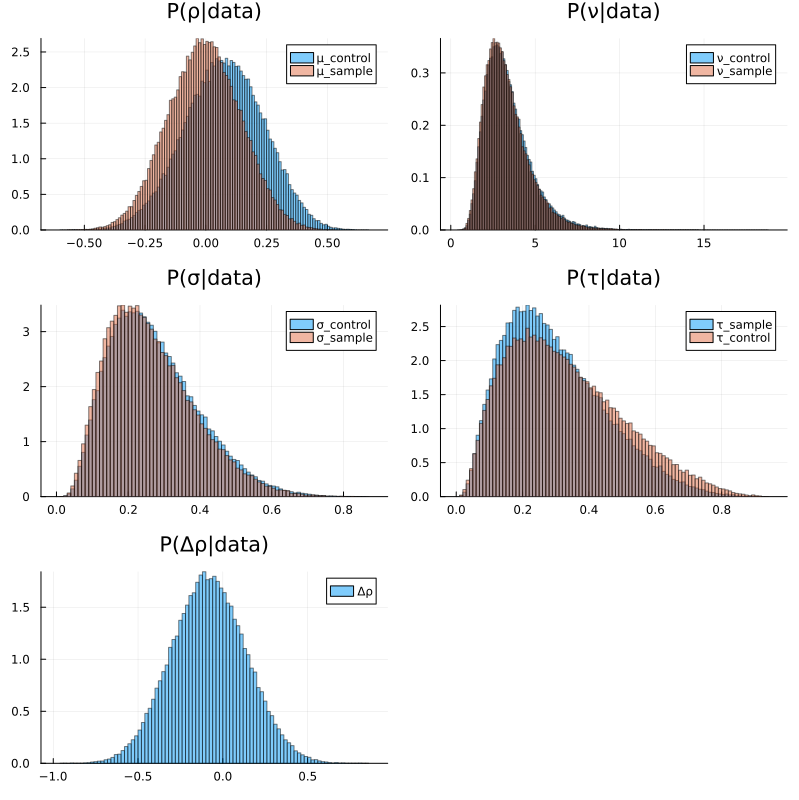 P(ρ|data)
2.5
2.0
1.5
1.0
0.5
0.0
μ_control
μ_sample
−0.50 −0.25 0.00 0.25 0.50
P(ν|data)
0.3
0.2
0.1
0.0
ν_control
ν_sample
0 5 10 15
P(σ|data)
3
2
1
0
σ_control
σ_sample
0.0 0.2 0.4 0.6 0.8
P(τ|data)
2.5
2.0
1.5
1.0
0.5
0.0
τ_sample
τ_control
0.0 0.2 0.4 0.6 0.8
P(Δρ|data)
1.5
1.0
0.5
0.0
Δρ
−1.0 −0.5 0.0 0.5